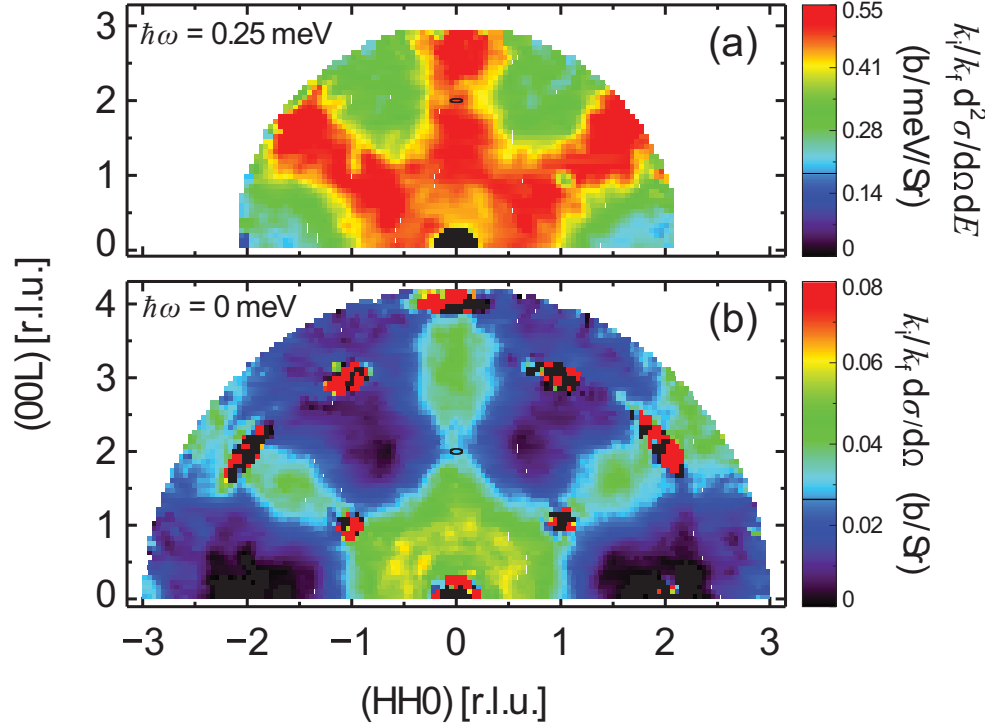 ħω = 0.25 meV
(a)
3
2
1
0
0.55
0.41
0.28
0.14
0
k_i/k_f d²σ/dΩdE
(b/meV/Sr)
ħω = 0 meV
(b)
4
3
2
1
0
0.08
0.06
0.04
0.02
0
k_i/k_f dσ/dΩ (b/Sr)
(00L) [r.l.u.]
−3 −2 −1 0 1 2 3
(HH0) [r.l.u.]